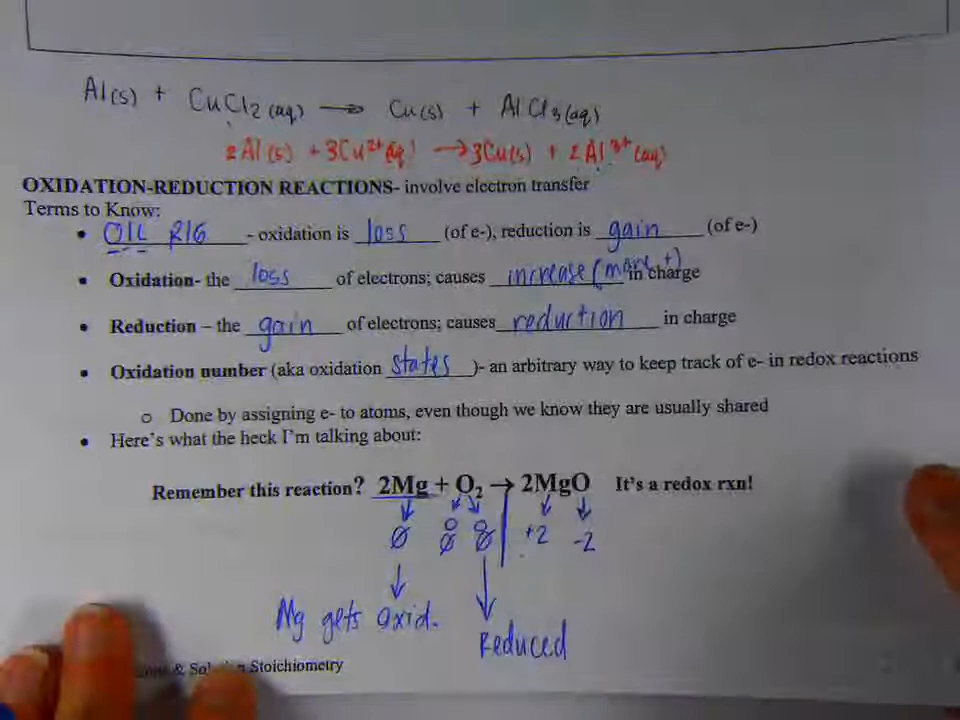 Al(s) + CuCl2(aq) → Cu(s) + AlCl3(aq)
2Al(s) + 3Cu2+(aq) → 3Cu(s) + 2Al3+(aq)
OXIDATION-REDUCTION REACTIONS- involve electron transfer
Terms to Know:
• OIL RIG - oxidation is loss (of e-), reduction is gain (of e-)
• Oxidation- the loss of electrons; causes increase (more +) in charge
• Reduction – the gain of electrons; causes reduction in charge
• Oxidation number (aka oxidation states)- an arbitrary way to keep track of e- in redox reactions
o Done by assigning e- to atoms, even though we know they are usually shared
• Here's what the heck I'm talking about:
Remember this reaction? 2Mg + O2 → 2MgO It's a redox rxn!
0 0 0 +2 -2
Mg gets oxid.
Reduced
Stoichiometry